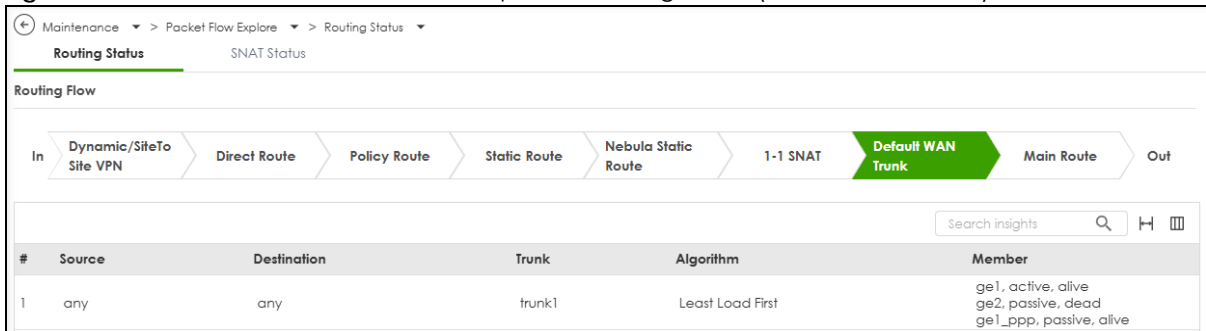 Maintenance > Packet Flow Explore > Routing Status
Routing Status SNAT Status
Routing Flow
In Dynamic/SiteTo Site VPN Direct Route Policy Route Static Route Nebula Static Route 1-1 SNAT Default WAN Trunk Main Route Out
Search insights
# Source Destination Trunk Algorithm Member
1 any any trunk1 Least Load First ge1, active, alive
ge2, passive, dead
ge1_ppp, passive, alive